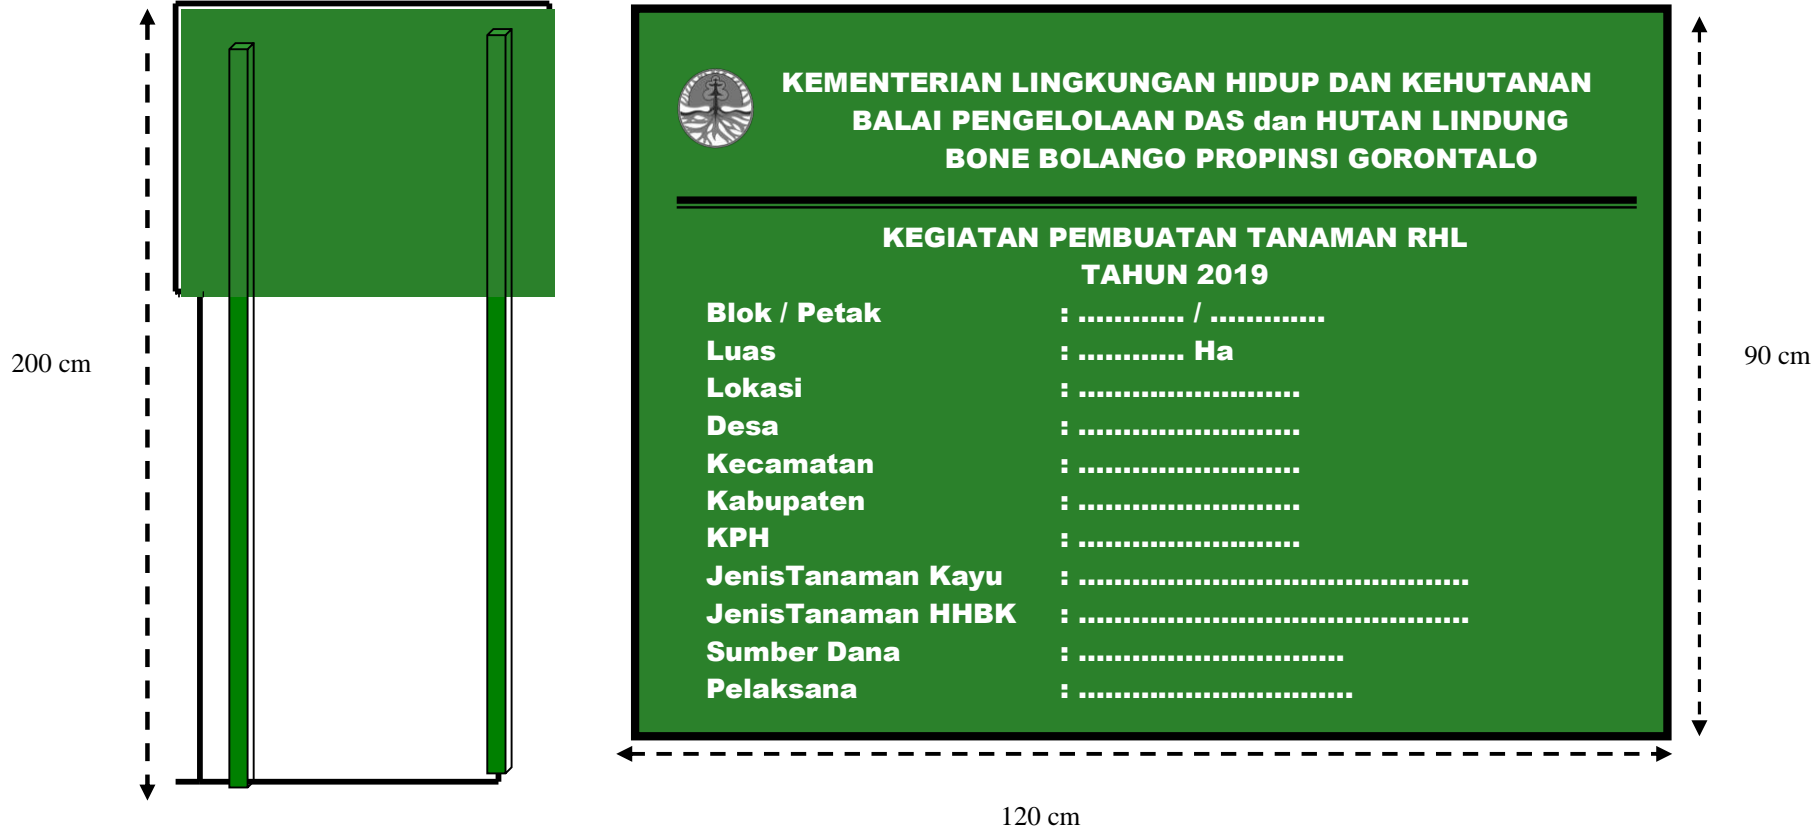 KEMENTERIAN LINGKUNGAN HIDUP DAN KEHUTANAN
BALAI PENGELOLAAN DAS dan HUTAN LINDUNG
BONE BOLANGO PROPINSI GORONTALO
KEGIATAN PEMBUATAN TANAMAN RHL
TAHUN 2019
Blok / Petak : ............ / .............
Luas : ............ Ha
Lokasi : .........................
Desa : .........................
Kecamatan : .........................
Kabupaten : .........................
KPH : .........................
JenisTanaman Kayu : ............................................
JenisTanaman HHBK : ............................................
Sumber Dana : ..............................
Pelaksana : ...............................
200 cm
90 cm
120 cm